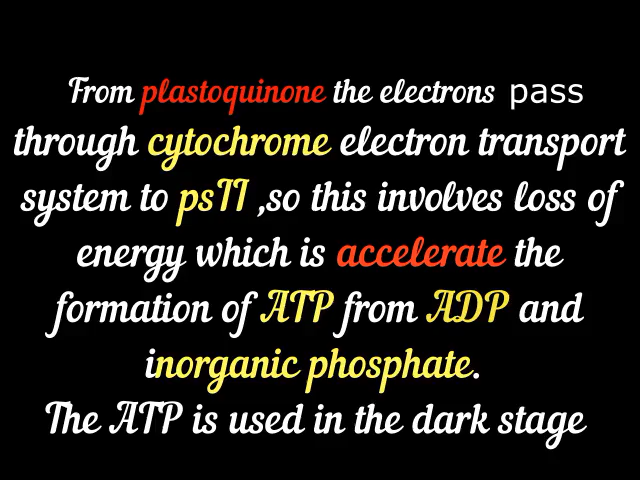 From plastoquinone the electrons pass
through cytochrome electron transport
system to psII ,so this involves loss of
energy which is accelerate the
formation of ATP from ADP and
inorganic phosphate.
The ATP is used in the dark stage